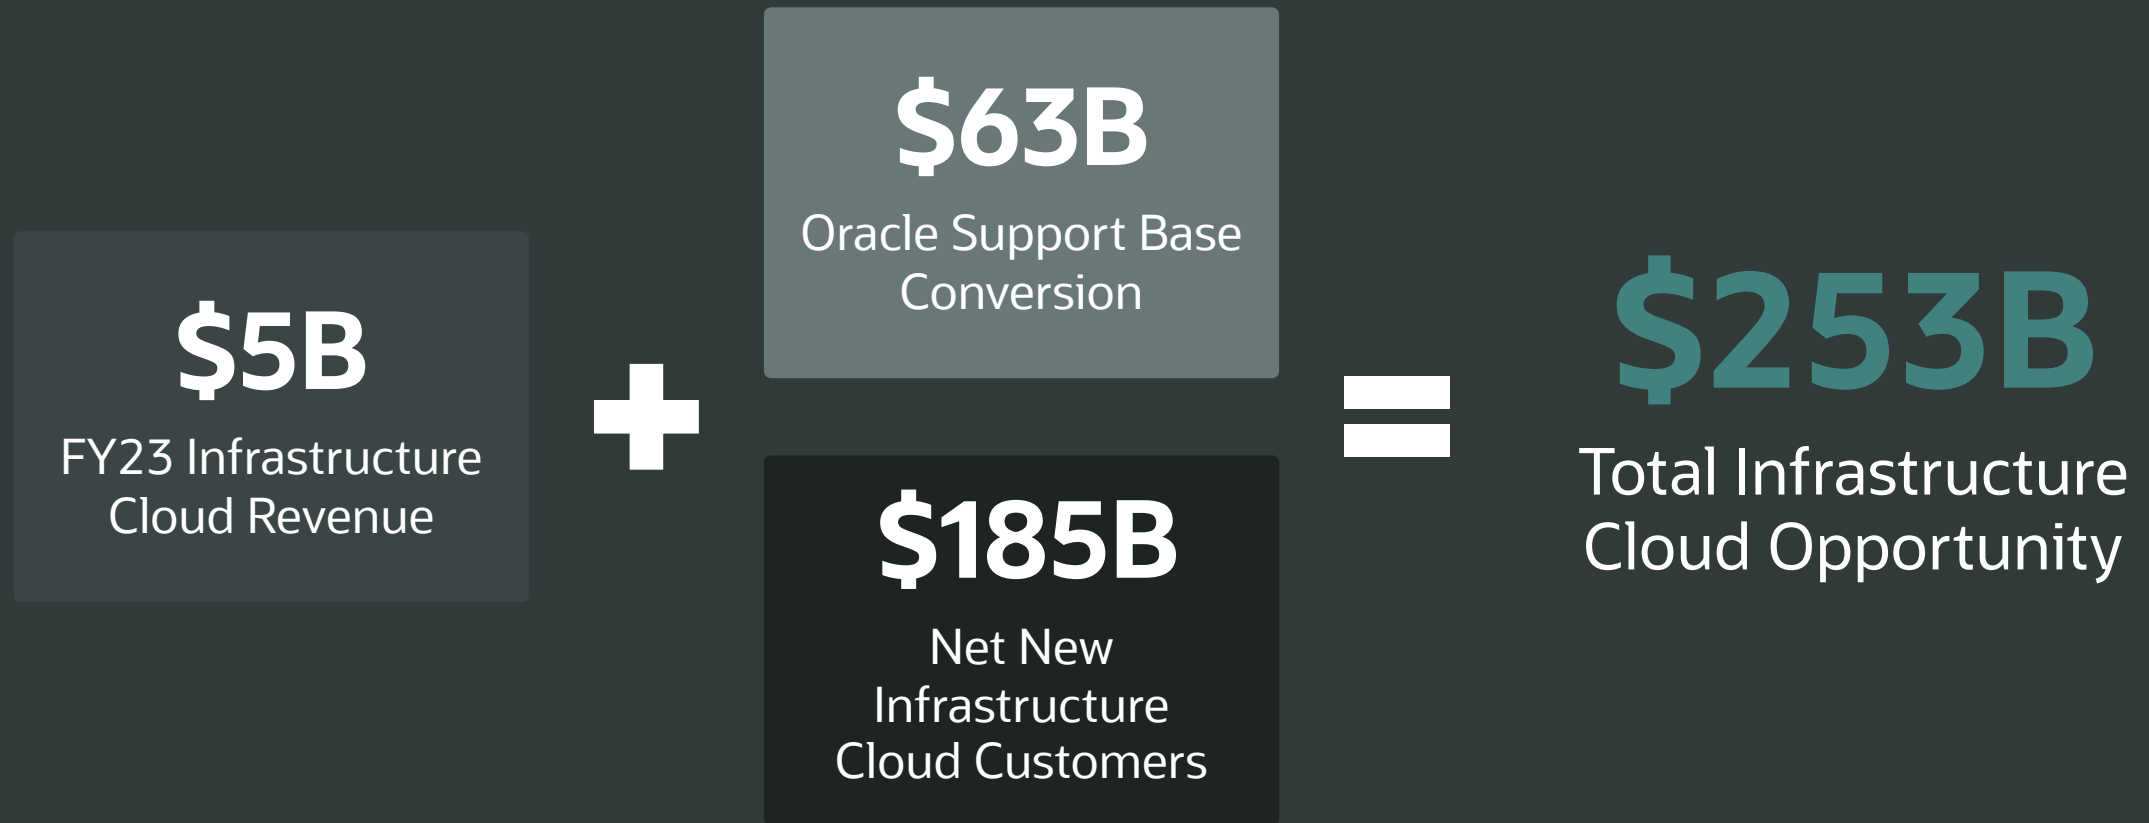 $5B
FY23 Infrastructure
Cloud Revenue
+
$63B
Oracle Support Base
Conversion
$185B
Net New
Infrastructure
Cloud Customers
=
$253B
Total Infrastructure
Cloud Opportunity